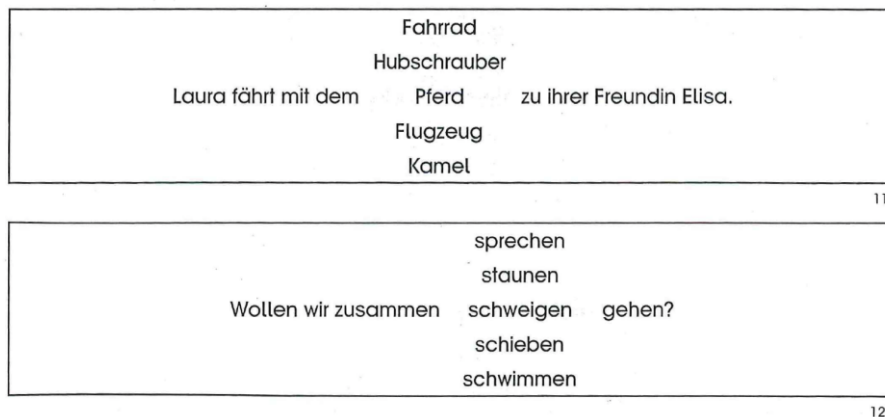 Fahrrad
Hubschrauber
Laura fährt mit dem Pferd zu ihrer Freundin Elisa.
Flugzeug
Kamel
11
sprechen
staunen
Wollen wir zusammen schweigen gehen?
schieben
schwimmen
12